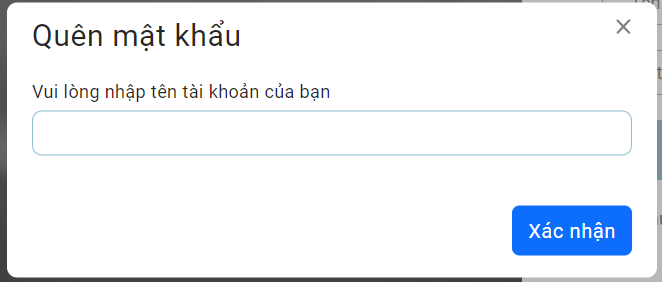 Quên mật khẩu
Vui lòng nhập tên tài khoản của bạn
Xác nhận